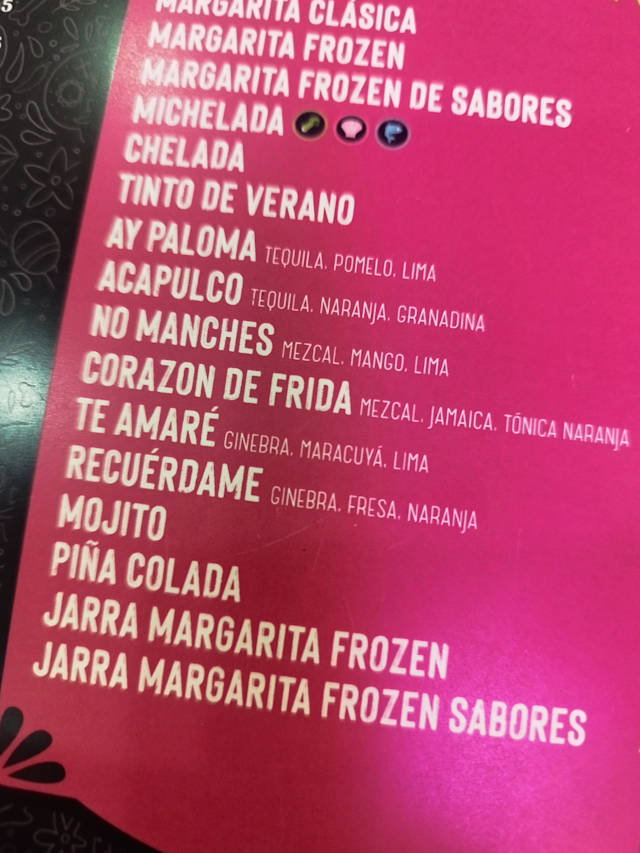 5
MARGARITA CLÁSICA
MARGARITA FROZEN
MARGARITA FROZEN DE SABORES
MICHELADA
CHELADA
TINTO DE VERANO
AY PALOMA TEQUILA, POMELO, LIMA
ACAPULCO TEQUILA, NARANJA, GRANADINA
NO MANCHES MEZCAL, MANGO, LIMA
CORAZON DE FRIDA MEZCAL, JAMAICA, TÓNICA NARANJA
TE AMARÉ GINEBRA, MARACUYÁ, LIMA
RECUÉRDAME GINEBRA, FRESA, NARANJA
MOJITO
PIÑA COLADA
JARRA MARGARITA FROZEN
JARRA MARGARITA FROZEN SABORES